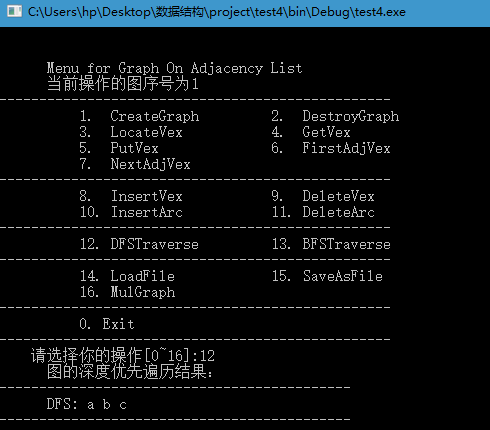 C:\Users\hp\Desktop\数据结构\project\test4\bin\Debug\test4.exe
Menu for Graph On Adjacency List
当前操作的图序号为1
------------------------------------------------
1. CreateGraph 2. DestroyGraph
3. LocateVex 4. GetVex
5. PutVex 6. FirstAdjVex
7. NextAdjVex
------------------------------------------------
8. InsertVex 9. DeleteVex
10. InsertArc 11. DeleteArc
------------------------------------------------
12. DFSTraverse 13. BFSTraverse
------------------------------------------------
14. LoadFile 15. SaveAsFile
16. MulGraph
------------------------------------------------
0. Exit
------------------------------------------------
请选择你的操作[0~16]:12
图的深度优先遍历结果:
-------------------------------------------
DFS: a b c
-------------------------------------------